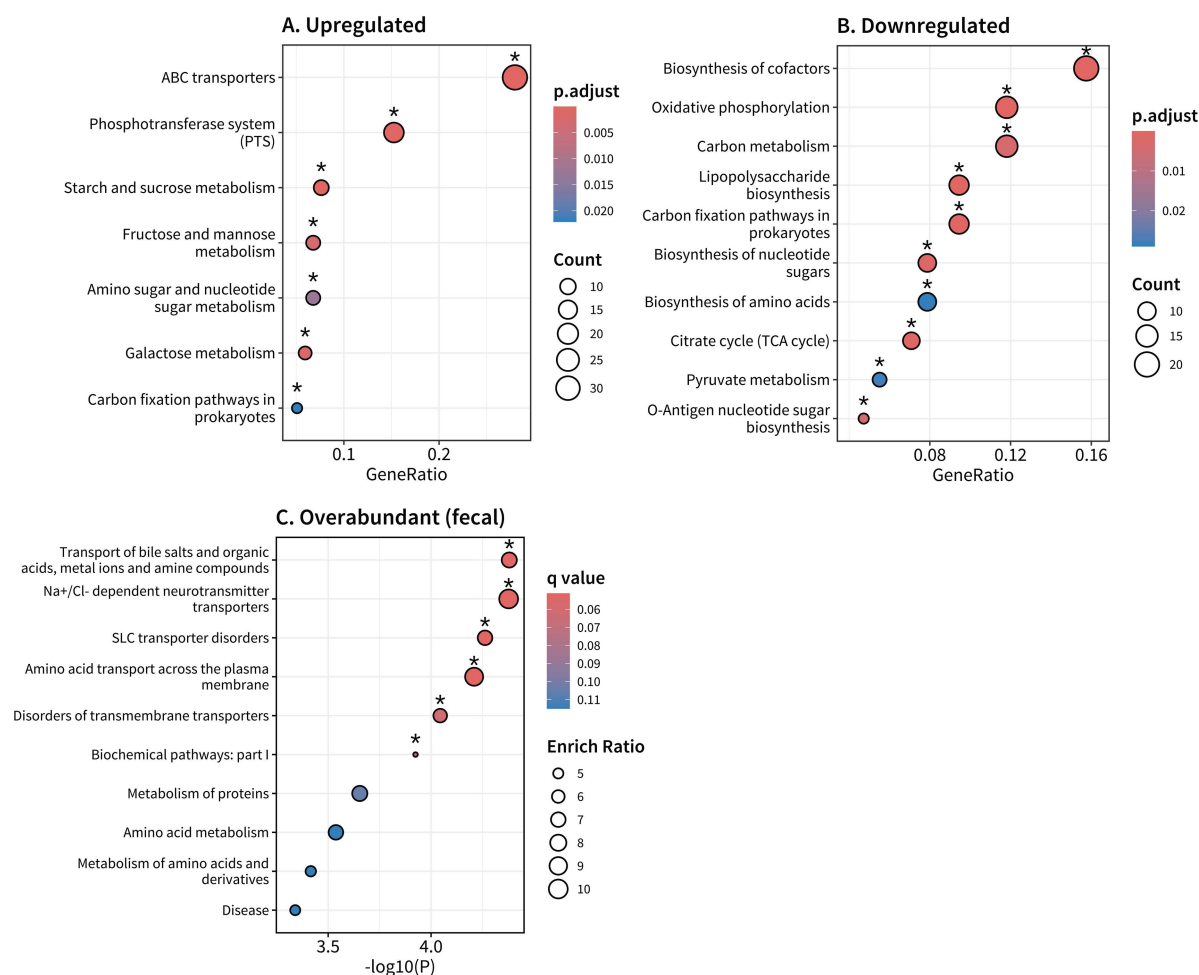 A. Upregulated
*
ABC transporters
*
Phosphotransferase system
(PTS)
*
Starch and sucrose metabolism
*
Fructose and mannose
metabolism
*
Amino sugar and nucleotide
sugar metabolism
*
Galactose metabolism
*
Carbon fixation pathways in
prokaryotes
0.1 0.2
GeneRatio
p.adjust
0.005
0.010
0.015
0.020
Count
10
15
20
25
30
B. Downregulated
*
Biosynthesis of cofactors
*
Oxidative phosphorylation
*
Carbon metabolism
*
Lipopolysaccharide
biosynthesis
*
Carbon fixation pathways in
prokaryotes
*
Biosynthesis of nucleotide
sugars
*
Biosynthesis of amino acids
*
Citrate cycle (TCA cycle)
*
Pyruvate metabolism
*
O-Antigen nucleotide sugar
biosynthesis
0.08 0.12 0.16
GeneRatio
p.adjust
0.01
0.02
Count
10
15
20
C. Overabundant (fecal)
*
Transport of bile salts and organic
acids, metal ions and amine compounds
*
Na+/Cl- dependent neurotransmitter
transporters
*
SLC transporter disorders
*
Amino acid transport across the plasma
membrane
*
Disorders of transmembrane transporters
*
Biochemical pathways: part I
Metabolism of proteins
Amino acid metabolism
Metabolism of amino acids and
derivatives
Disease
3.5 4.0
-log10(P)
q value
0.06
0.07
0.08
0.09
0.10
0.11
Enrich Ratio
5
6
7
8
9
10